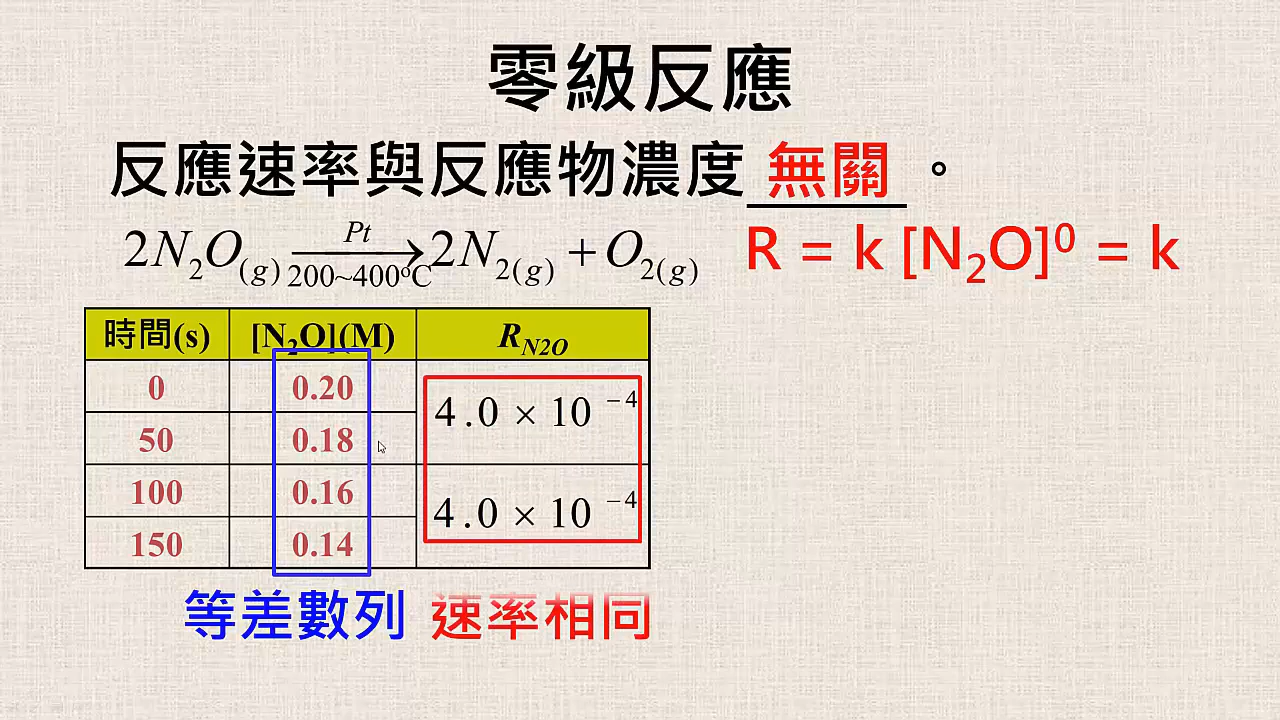 零級反應
反應速率與反應物濃度 無關 。
2N₂O(g) Pt 200~400°C → 2N₂(g) + O₂(g) R = k [N₂O]⁰ = k
時間(s) [N₂O](M) R_N2O
0 0.20 4.0 × 10⁻⁴
50 0.18
100 0.16 4.0 × 10⁻⁴
150 0.14
等差數列 速率相同